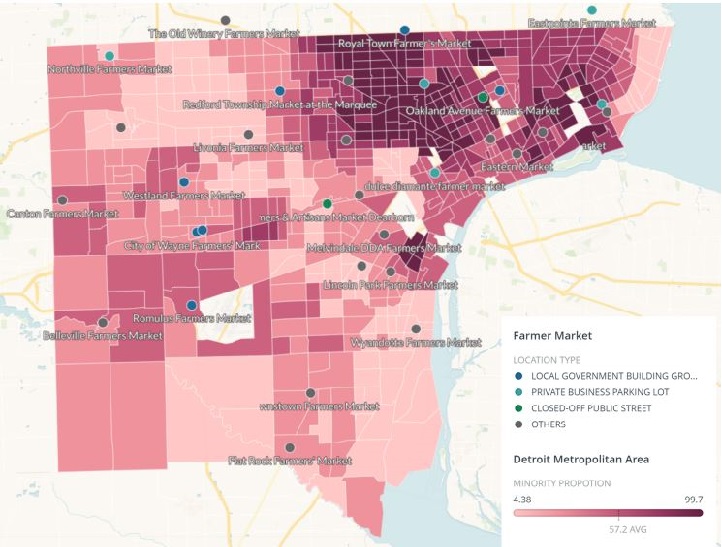 Eastpointe Farmers Market
The Old Winery Farmers Market
Royal Town Farmer's Market
Northville Farmers Market
Redford Township Market at the Marquee
Oakland Avenue Farmers Market
Livonia Farmers Market
arket
Eastern Market
dulce diamante farmer market
Westland Farmers Market
Canton Farmers Market
ners & Artisans Market Dearborn
City of Wayne Farmers' Mark
Melvindale DDA Farmers Market
Lincoln Park Farmers Market
Romulus Farmers Market
Belleville Farmers Market
Wyandotte Farmers Market
wnstown Farmers Market
Flat Rock Farmers' Market
Farmer Market
LOCATION TYPE
LOCAL GOVERNMENT BUILDING GRO...
PRIVATE BUSINESS PARKING LOT
CLOSED-OFF PUBLIC STREET
OTHERS
Detroit Metropolitan Area
MINORITY PROPOTION
4.38 99.7
57.2 AVG